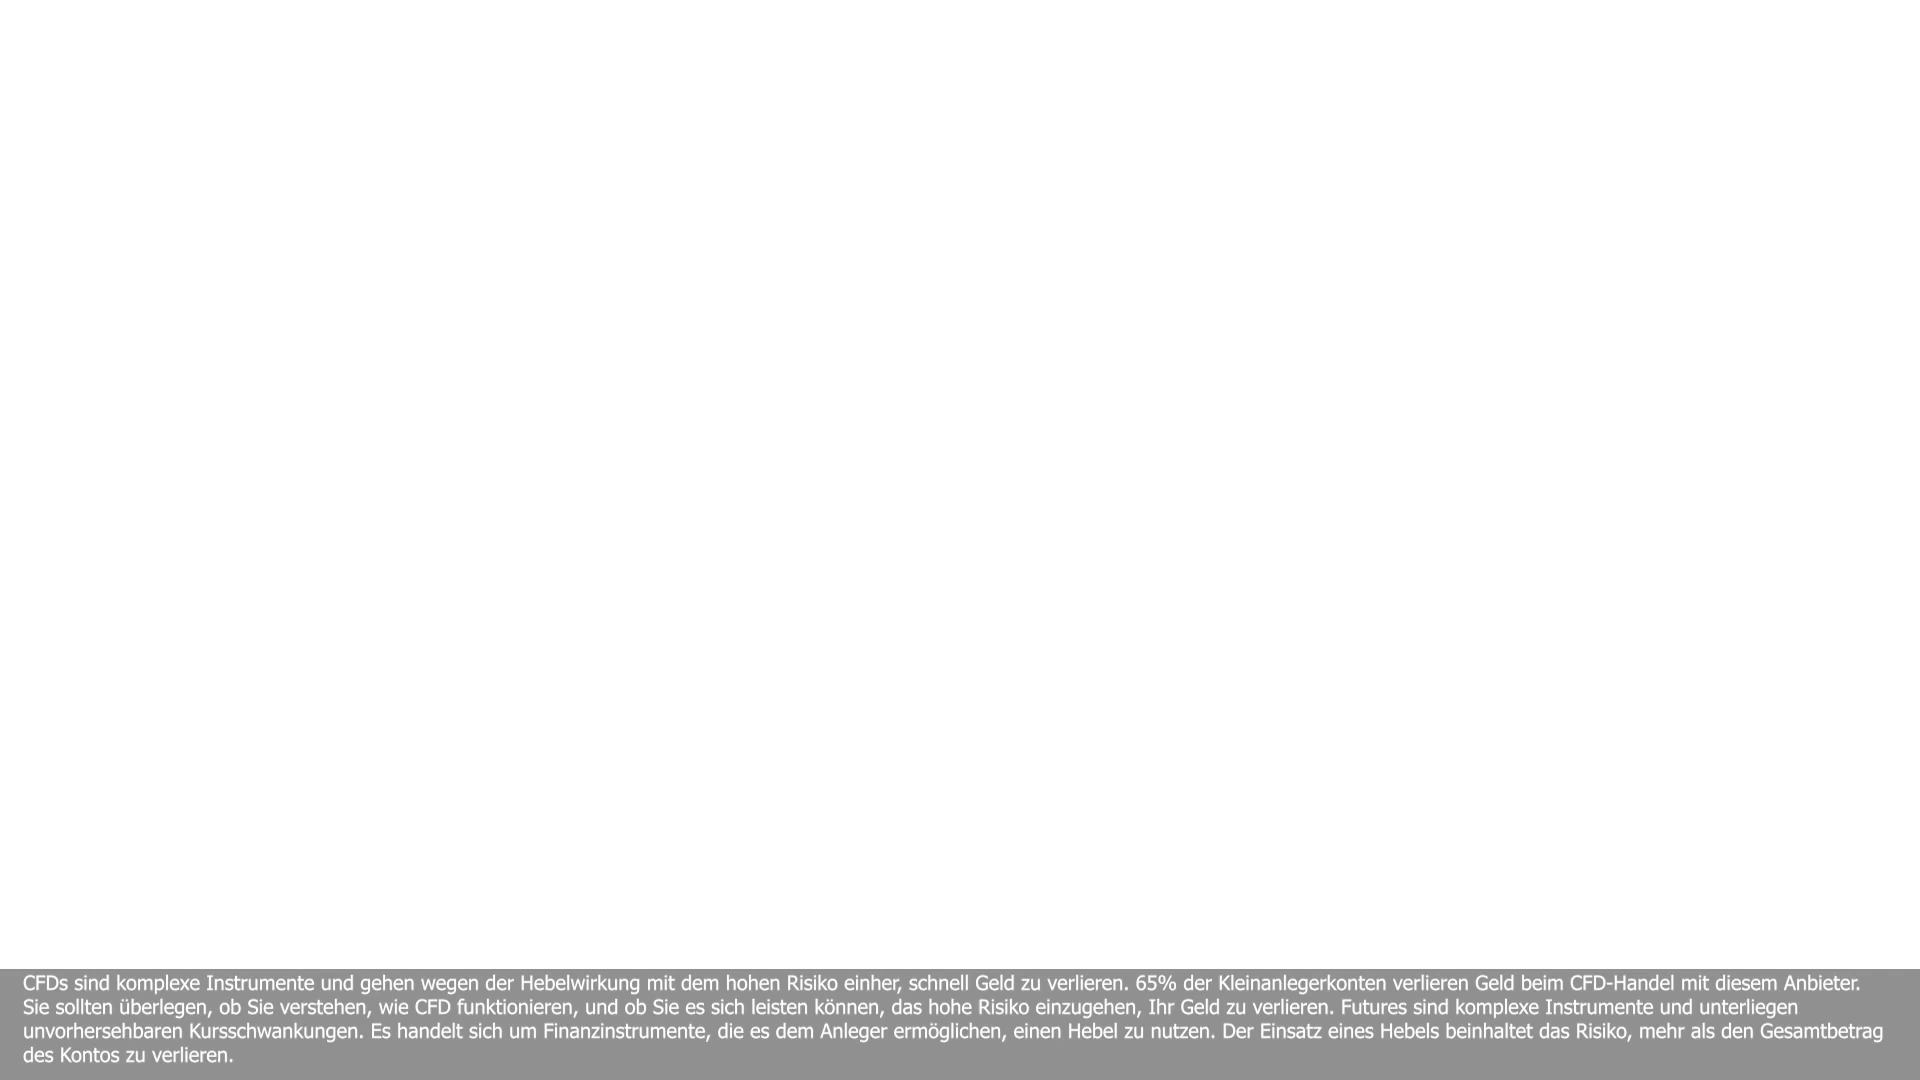 CFDs sind komplexe Instrumente und gehen wegen der Hebelwirkung mit dem hohen Risiko einher, schnell Geld zu verlieren. 65% der Kleinanlegerkonten verlieren Geld beim CFD-Handel mit diesem Anbieter.
Sie sollten überlegen, ob Sie verstehen, wie CFD funktionieren, und ob Sie es sich leisten können, das hohe Risiko einzugehen, Ihr Geld zu verlieren. Futures sind komplexe Instrumente und unterliegen
unvorhersehbaren Kursschwankungen. Es handelt sich um Finanzinstrumente, die es dem Anleger ermöglichen, einen Hebel zu nutzen. Der Einsatz eines Hebels beinhaltet das Risiko, mehr als den Gesamtbetrag
des Kontos zu verlieren.